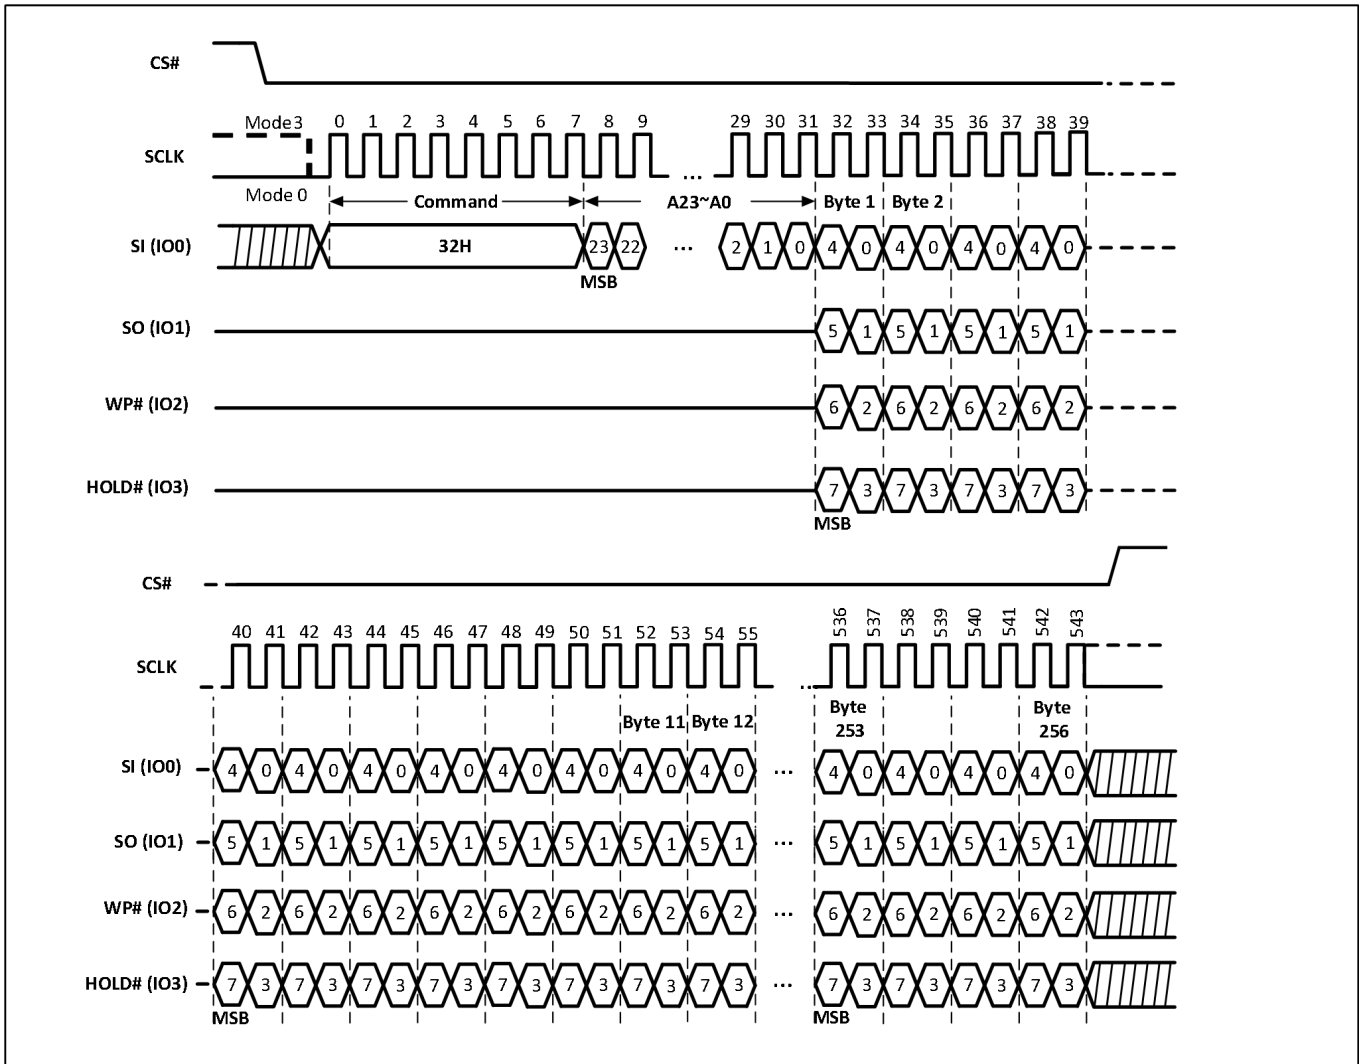 CS#
Mode3
0 1 2 3 4 5 6 7 8 9 29 30 31 32 33 34 35 36 37 38 39
SCLK
...
Mode 0
Command
A23~A0
Byte 1
Byte 2
SI (IO0)
32H
23 22 ... 2 1 0 4 0 4 0 4 0 4 0
MSB
SO (IO1)
5 1 5 1 5 1 5 1
WP# (IO2)
6 2 6 2 6 2 6 2
HOLD# (IO3)
7 3 7 3 7 3 7 3
MSB
CS#
40 41 42 43 44 45 46 47 48 49 50 51 52 53 54 55 536 537 538 539 540 541 542 543
SCLK
...
Byte 11
Byte 12
Byte
253
Byte
256
SI (IO0)
4 0 4 0 4 0 4 0 4 0 4 0 4 0 4 0 ... 4 0 4 0 4 0 4 0
SO (IO1)
5 1 5 1 5 1 5 1 5 1 5 1 5 1 5 1 ... 5 1 5 1 5 1 5 1
WP# (IO2)
6 2 6 2 6 2 6 2 6 2 6 2 6 2 6 2 ... 6 2 6 2 6 2 6 2
HOLD# (IO3)
7 3 7 3 7 3 7 3 7 3 7 3 7 3 7 3 ... 7 3 7 3 7 3 7 3
MSB
MSB